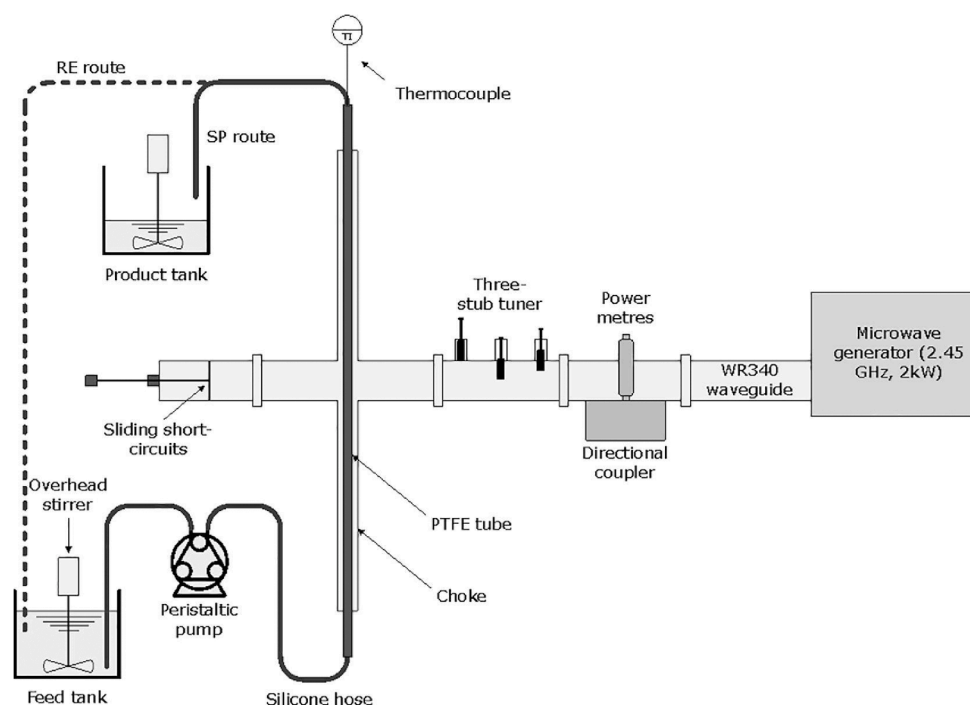 TI
RE route
Thermocouple
SP route
Product tank
Three-
stub tuner
Power
metres
Microwave
generator (2.45
GHz, 2kW)
WR340
waveguide
Sliding short-
circuits
Directional
coupler
Overhead
stirrer
PTFE tube
Choke
Peristaltic
pump
Feed tank
Silicone hose